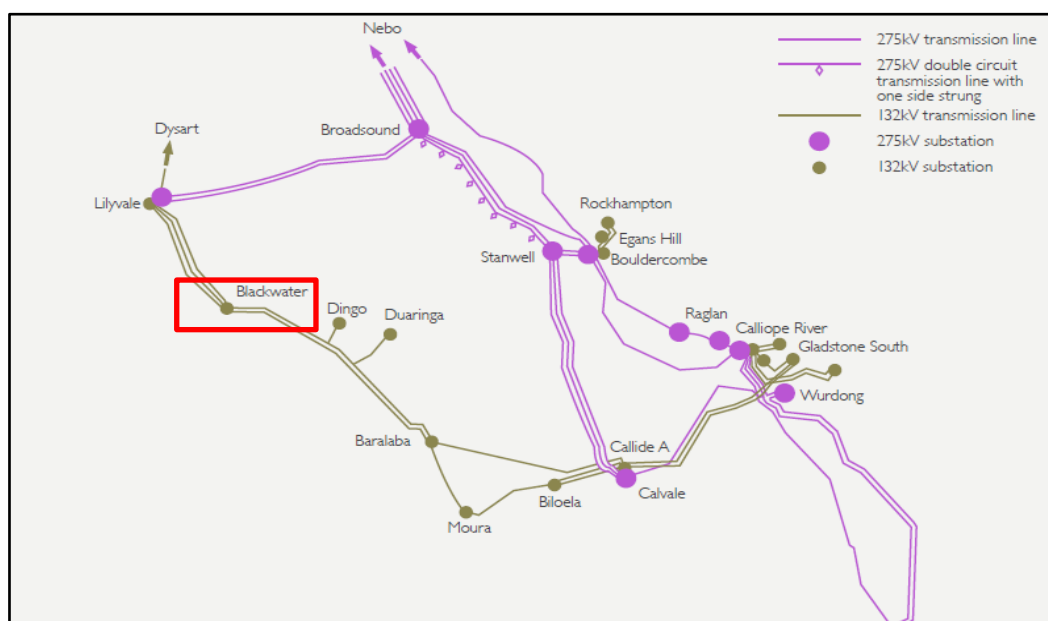 Nebo
275kV transmission line
275kV double circuit
transmission line with
one side strung
132kV transmission line
275kV substation
132kV substation
Broadsound
Dysart
Lilyvale
Rockhampton
Egans Hill
Bouldercombe
Stanwell
Blackwater
Dingo
Duaringa
Raglan
Calliope River
Gladstone South
Wurdong
Baralaba
Callide A
Calvale
Biloela
Moura